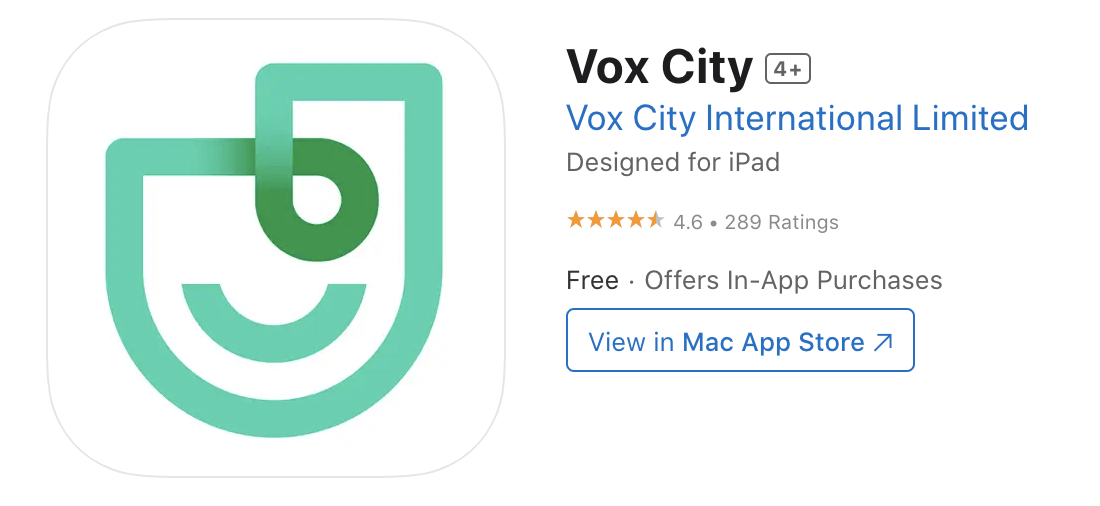 Vox City 4+
Vox City International Limited
Designed for iPad
★★★★★ 4.6 • 289 Ratings
Free · Offers In-App Purchases
View in Mac App Store ↗